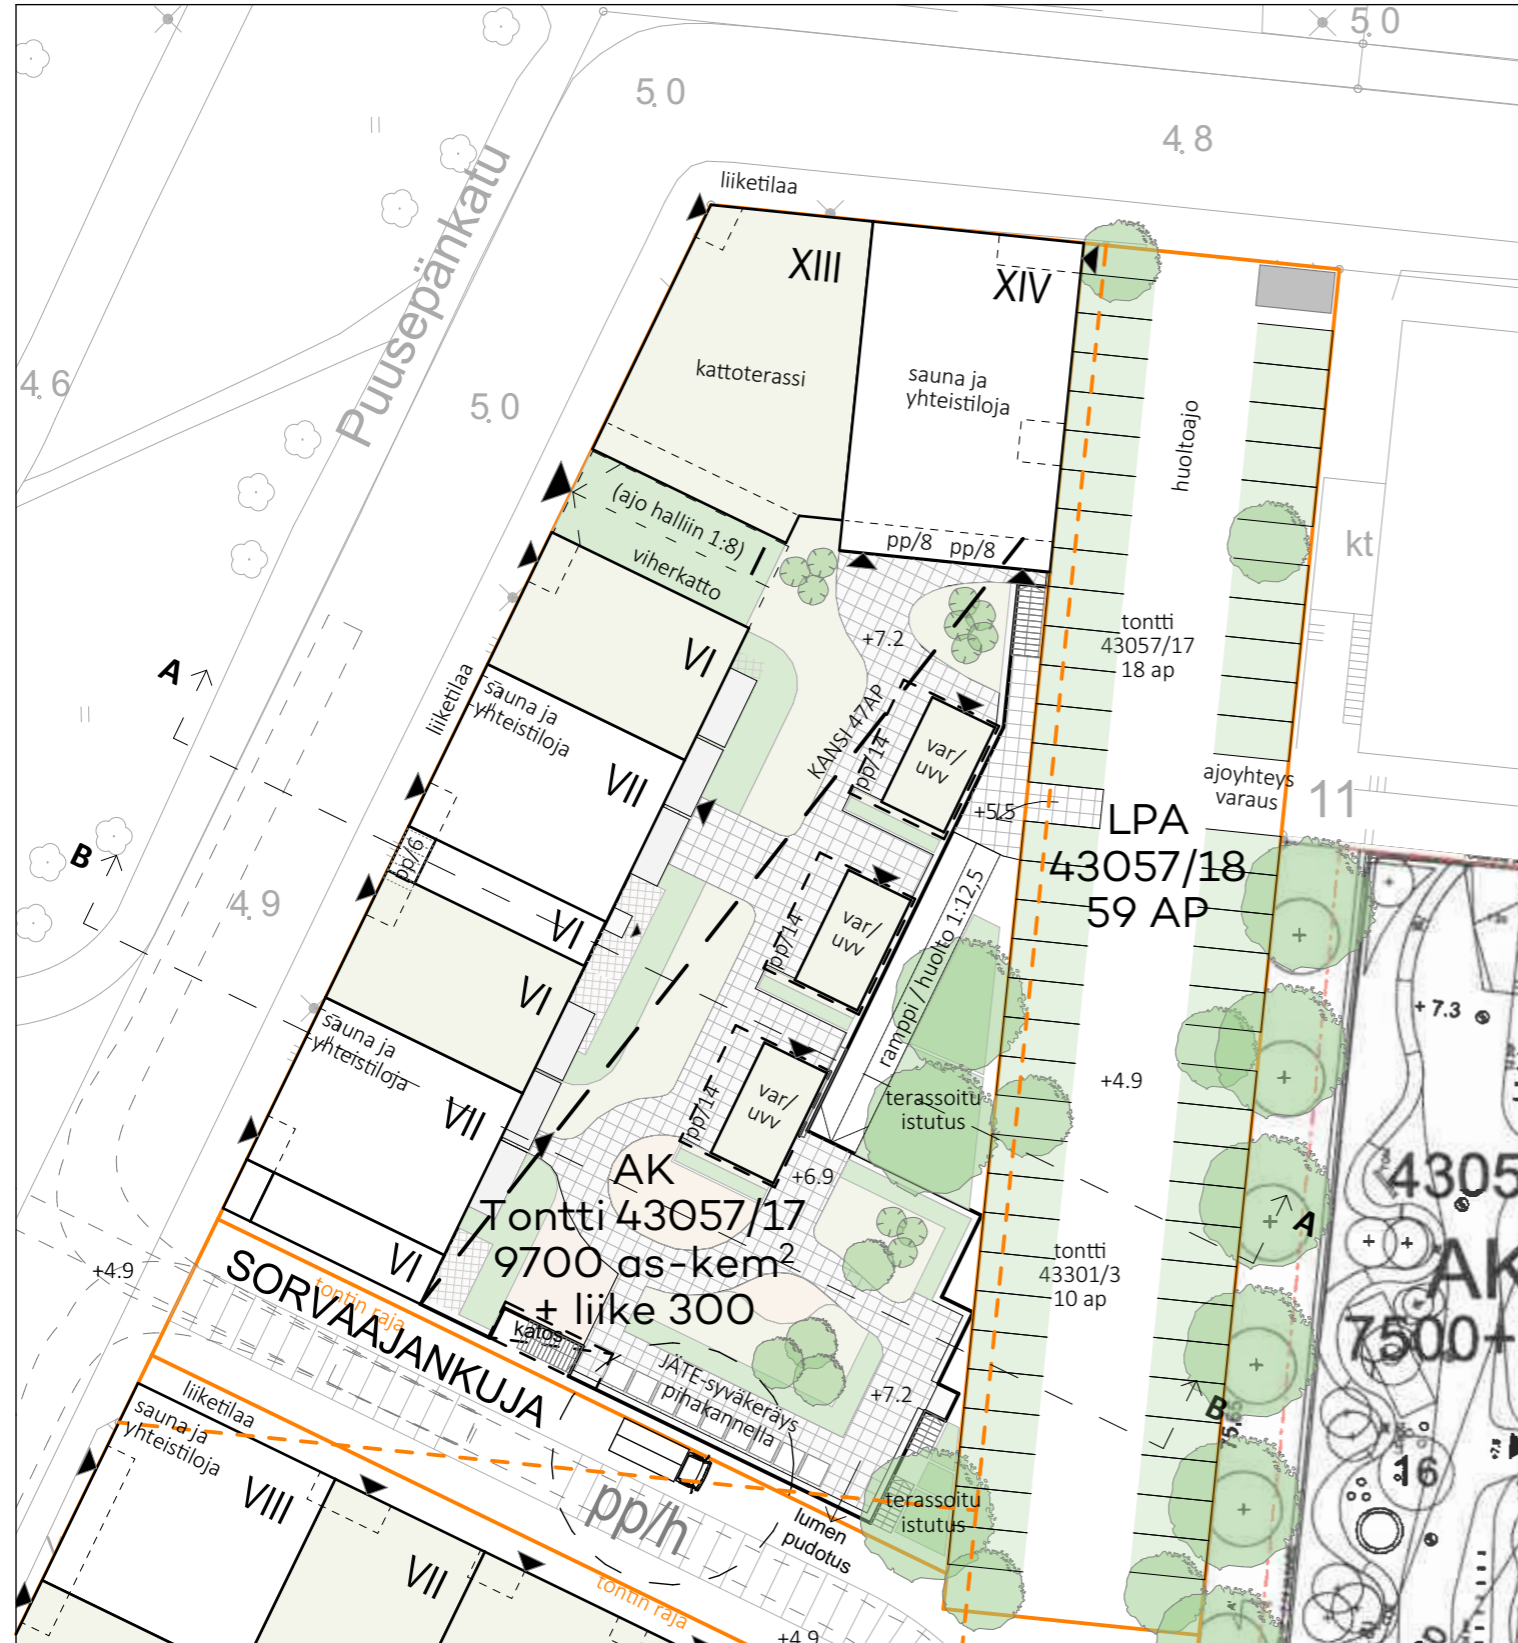 5.0
5.0
4.8
liiketilaa
Puusepänkatu
XIII
XIV
kattoterassi
sauna ja
yhteistiloja
huoltoajo
4.6
5.0
(ajo halliin 1:8)
viherkatto
I
pp/8
pp/8
kt
+7.2
tontti
43057/17
18 ap
VI
A
liiketilaa
sauna ja
yhteistiloja
VII
KANSI 47AP
pp/14
var/
uvv
+5.5
ajoyhteys
varaus
11
LPA
43057/18
59 AP
B
pp/6
4.9
VI
pp/14
var/
uvv
ramppi / huolto 1:12,5
VI
sauna ja
yhteistiloja
VII
+ 7.3
+4.9
terassoitu
istutus
pp/14
var/
uvv
+6.9
AK
Tontti 43057/17
9700 as-kem²
+ liike 300
4305
A
AK
7500+
tontti
43301/3
10 ap
+4.9
VI
SORVAAJANKUJA
tontin raja
katos
JÄTE-syväkeräys
pihakannella
+7.2
B
16
liiketilaa
sauna ja
yhteistiloja
VIII
VII
pp/h
lumen
pudotus
terassoitu
istutus
tontin raja
+4.9